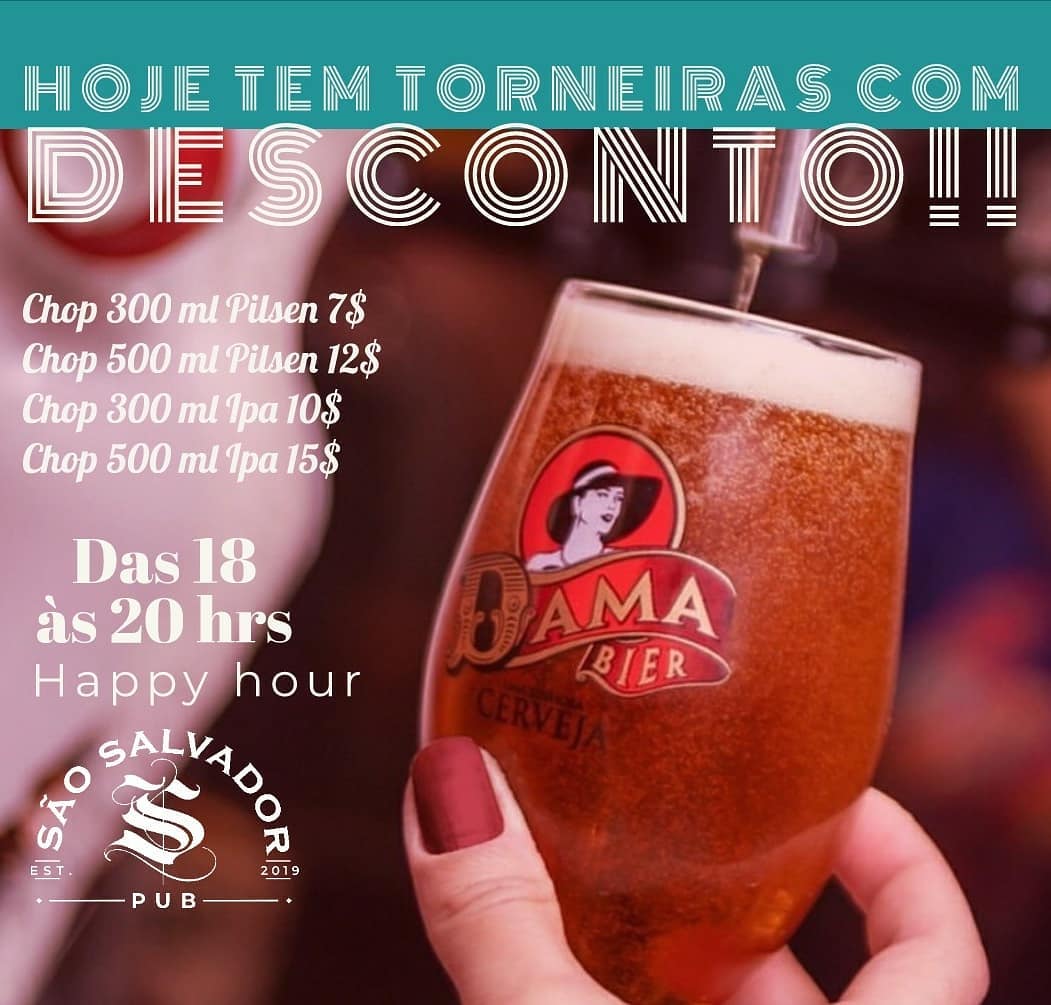 HOJE TEM TORNEIRAS COM
DESCONTO!!
Chop 300 ml Pilsen 7$
Chop 500 ml Pilsen 12$
Chop 300 ml Ipa 10$
Chop 500 ml Ipa 15$
Das 18
às 20 hrs
Happy hour
SÃO SALVADOR
S
EST. 2019
PUB
DAMA
BIER
CERVEJA